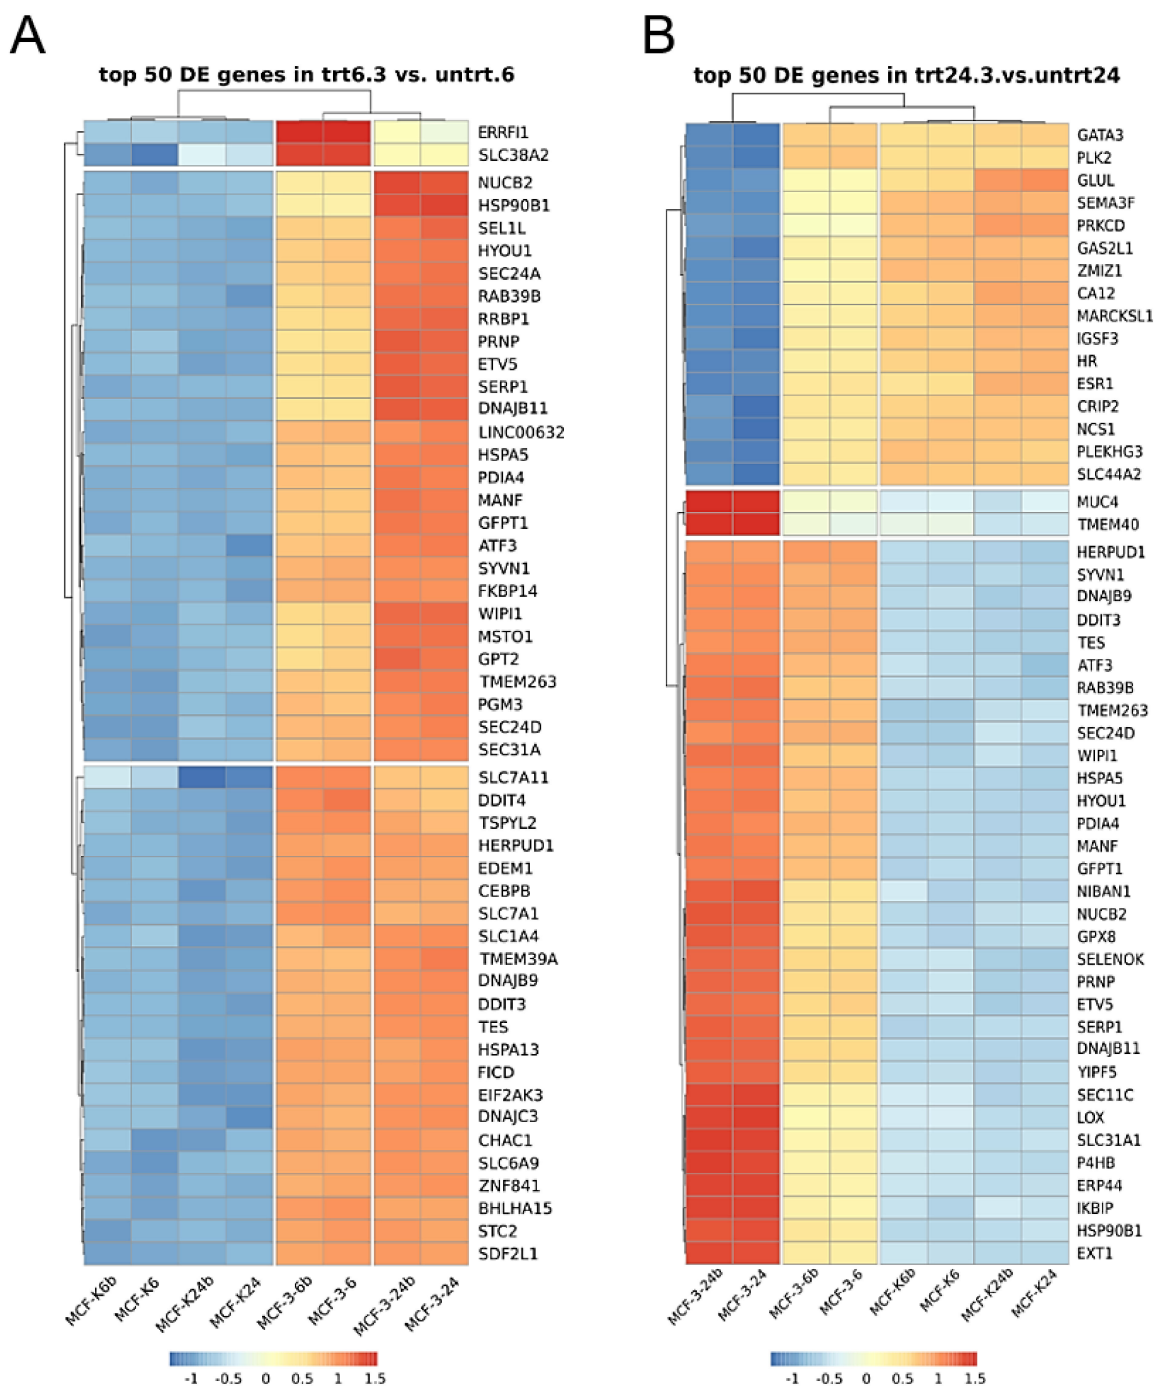 A
top 50 DE genes in trt6.3 vs. untrt.6
ERRFI1
SLC38A2
NUCB2
HSP90B1
SEL1L
HYOU1
SEC24A
RAB39B
RRBP1
PRNP
ETV5
SERP1
DNAJB11
LINC00632
HSPA5
PDIA4
MANF
GFPT1
ATF3
SYVN1
FKBP14
WIPI1
MSTO1
GPT2
TMEM263
PGM3
SEC24D
SEC31A
SLC7A11
DDIT4
TSPYL2
HERPUD1
EDEM1
CEBPB
SLC7A1
SLC1A4
TMEM39A
DNAJB9
DDIT3
TES
HSPA13
FICD
EIF2AK3
DNAJC3
CHAC1
SLC6A9
ZNF841
BHLHA15
STC2
SDF2L1
MCF-K6b
MCF-K6
MCF-K24b
MCF-K24
MCF-3-6b
MCF-3-6
MCF-3-24b
MCF-3-24
-1 -0.5 0 0.5 1 1.5
B
top 50 DE genes in trt24.3.vs.untrt24
GATA3
PLK2
GLUL
SEMA3F
PRKCD
GAS2L1
ZMIZ1
CA12
MARCKSL1
IGSF3
HR
ESR1
CRIP2
NCS1
PLEKHG3
SLC44A2
MUC4
TMEM40
HERPUD1
SYVN1
DNAJB9
DDIT3
TES
ATF3
RAB39B
TMEM263
SEC24D
WIPI1
HSPA5
HYOU1
PDIA4
MANF
GFPT1
NIBAN1
NUCB2
GPX8
SELENOK
PRNP
ETV5
SERP1
DNAJB11
YIPF5
SEC11C
LOX
SLC31A1
P4HB
ERP44
IKBIP
HSP90B1
EXT1
MCF-3-24b
MCF-3-24
MCF-3-6b
MCF-3-6
MCF-K6b
MCF-K6
MCF-K24b
MCF-K24
-1 -0.5 0 0.5 1 1.5